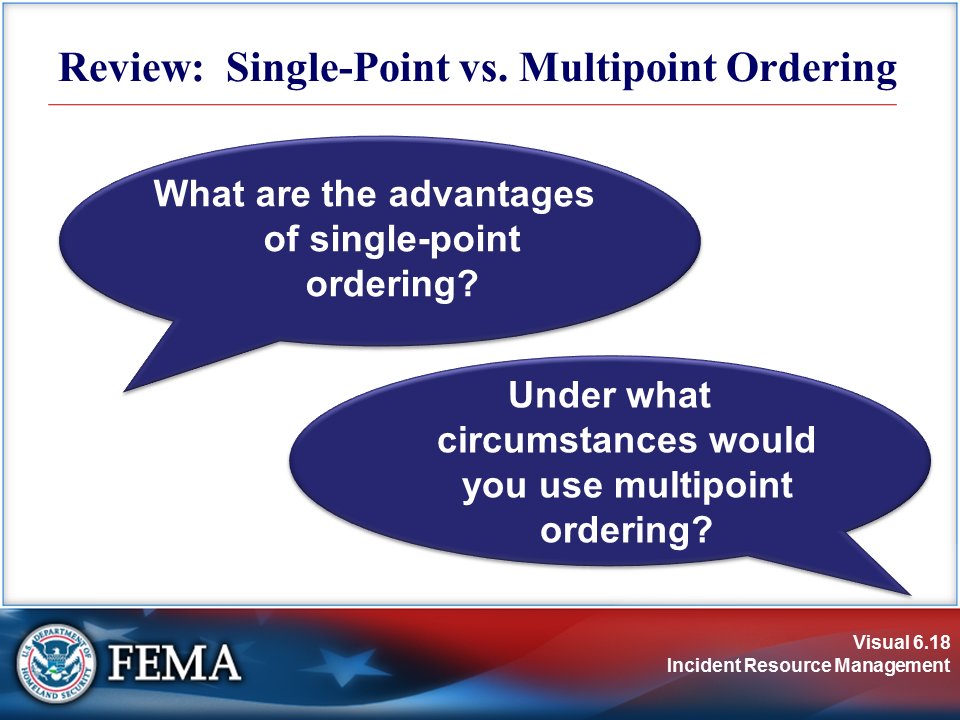 Review:  Single-Point vs. Multipoint Ordering
What are the advantages
of single-point
ordering?
Under what
circumstances would
you use multipoint
ordering?
U.S. DEPARTMENT OF
HOMELAND SECURITY
FEMA
Visual 6.18
Incident Resource Management